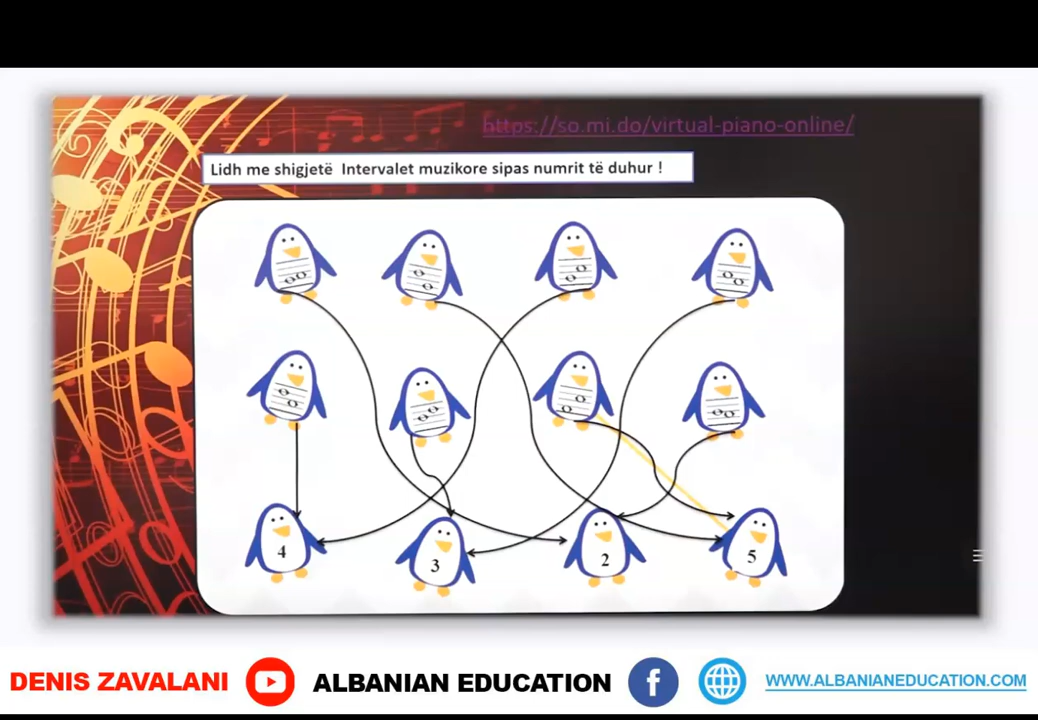 https://so.mi.do/virtual-piano-online/
Lidh me shigjetë Intervalet muzikore sipas numrit të duhur !
4
3
2
5
DENIS ZAVALANI
ALBANIAN EDUCATION
WWW.ALBANIANEDUCATION.COM